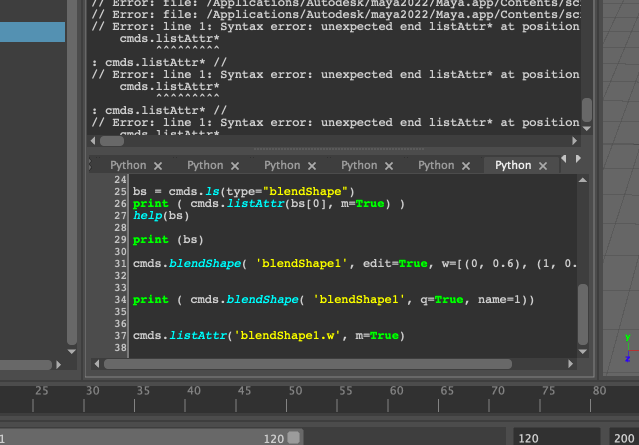 // Error: file: /Applications/Autodesk/maya2022/Maya.app/Contents/sc
// Error: file: /Applications/Autodesk/maya2022/Maya.app/Contents/sc
// Error: line 1: Syntax error: unexpected end listAttr* at position
cmds.listAttr*
^^^^^^^^^
: cmds.listAttr* //
// Error: line 1: Syntax error: unexpected end listAttr* at position
cmds.listAttr*
^^^^^^^^^
: cmds.listAttr* //
// Error: line 1: Syntax error: unexpected end listAttr* at position
cmds.listAttr*
Python × Python × Python × Python × Python × Python ×
24
25 bs = cmds.ls(type="blendShape")
26 print ( cmds.listAttr(bs[0], m=True) )
27 help(bs)
28
29 print (bs)
30
31 cmds.blendShape( 'blendShape1', edit=True, w=[(0, 0.6), (1, 0.
32
33
34 print ( cmds.blendShape( 'blendShape1', q=True, name=1))
35
36
37 cmds.listAttr('blendShape1.w', m=True)
38
y
z
25 30 35 40 45 50 55 60 65 70 75 80
1 120 120 200